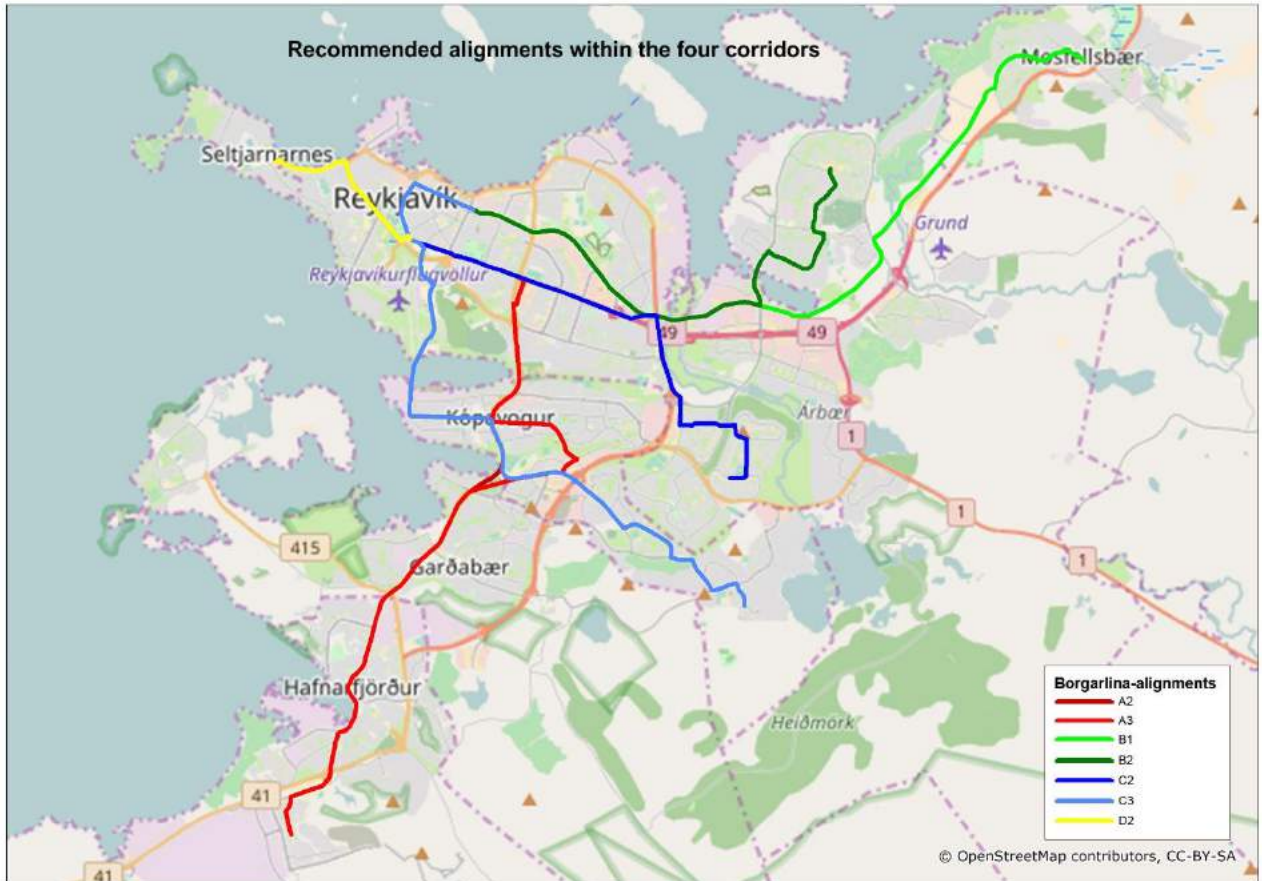 Recommended alignments within the four corridors
Mosfellsbær
Seltjarnarnes
Reykjavík
Grund
Reykjavíkurflugvöllur
49
49
Kópavogur
Árbær
1
1
415
1
Garðabær
Hafnarfjörður
Heiðmörk
41
41
Borgarlina-alignments
A2
A3
B1
B2
C2
C3
D2
© OpenStreetMap contributors, CC-BY-SA